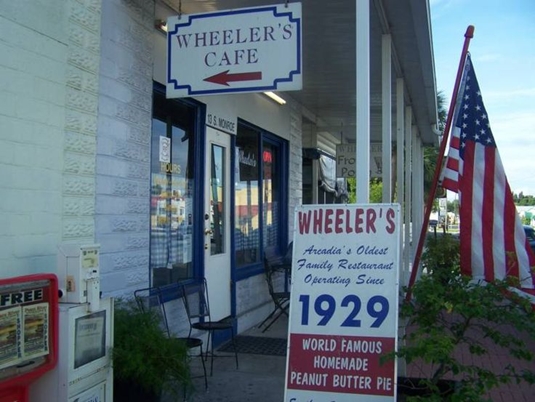 WHEELER'S
CAFE
13 S. MONROE
FREE
WHEELER'S
Arcadia's Oldest
Family Restaurant
Operating Since
1929
WORLD FAMOUS
HOMEMADE
PEANUT BUTTER PIE